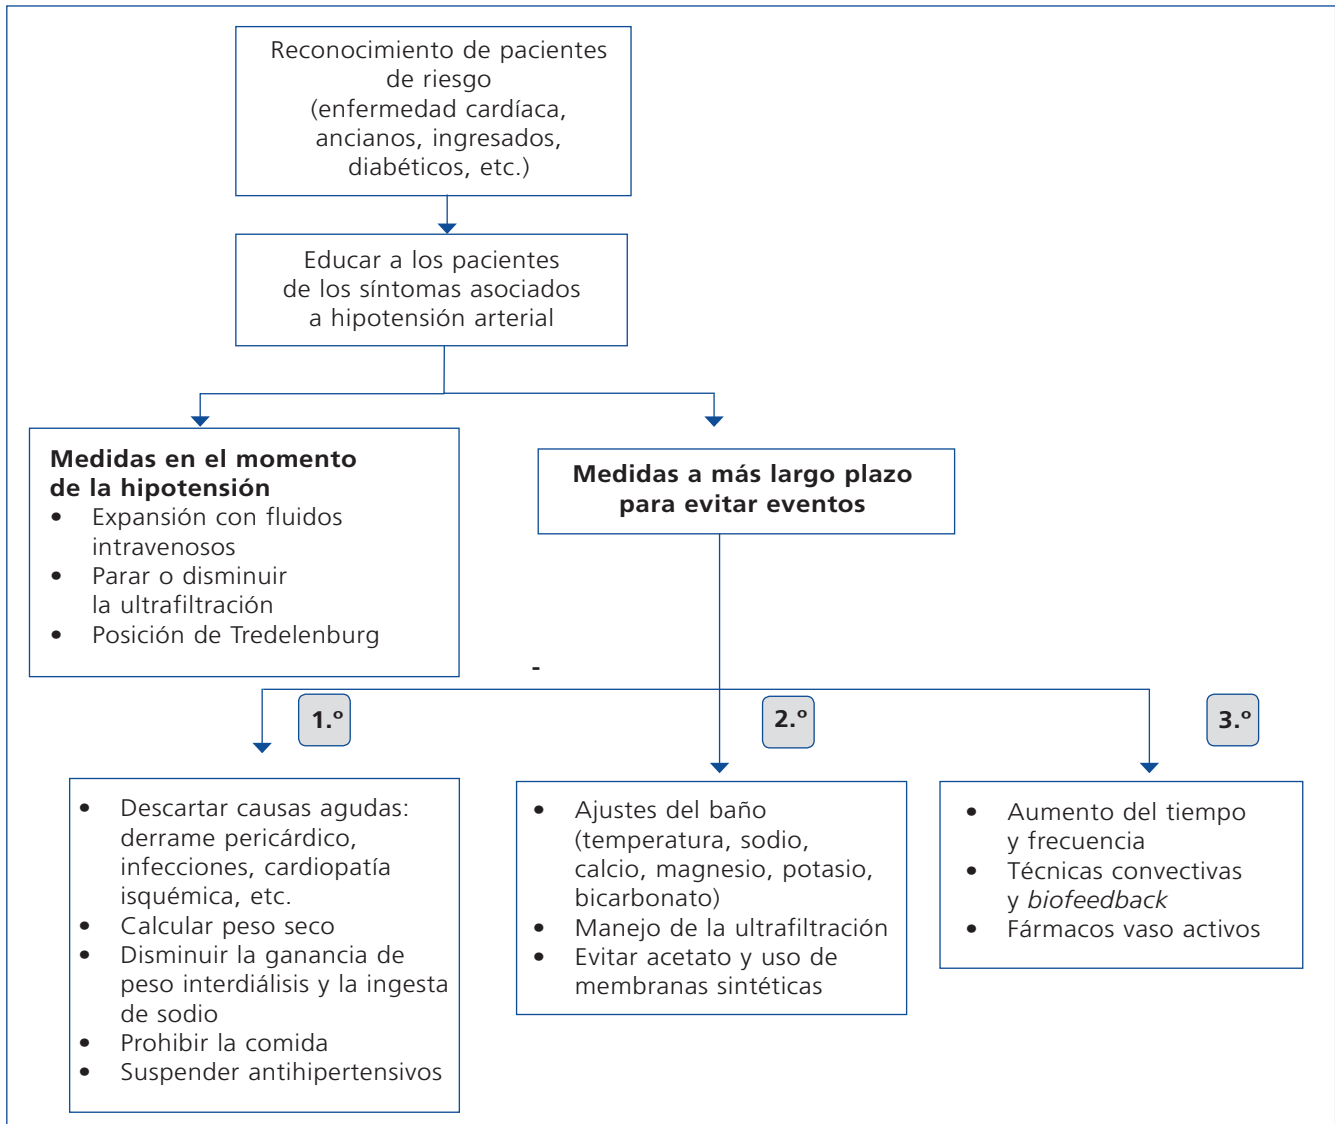 Reconocimiento de pacientes
de riesgo
(enfermedad cardíaca,
ancianos, ingresados,
diabéticos, etc.)
Educar a los pacientes
de los síntomas asociados
a hipotensión arterial
Medidas en el momento
de la hipotensión
• Expansión con fluidos
intravenosos
• Parar o disminuir
la ultrafiltración
• Posición de Tredelenburg
Medidas a más largo plazo
para evitar eventos
-
1.º
2.º
3.º
• Descartar causas agudas:
derrame pericárdico,
infecciones, cardiopatía
isquémica, etc.
• Calcular peso seco
• Disminuir la ganancia de
peso interdiálisis y la ingesta
de sodio
• Prohibir la comida
• Suspender antihipertensivos
• Ajustes del baño
(temperatura, sodio,
calcio, magnesio, potasio,
bicarbonato)
• Manejo de la ultrafiltración
• Evitar acetato y uso de
membranas sintéticas
• Aumento del tiempo
y frecuencia
• Técnicas convectivas
y biofeedback
• Fármacos vaso activos